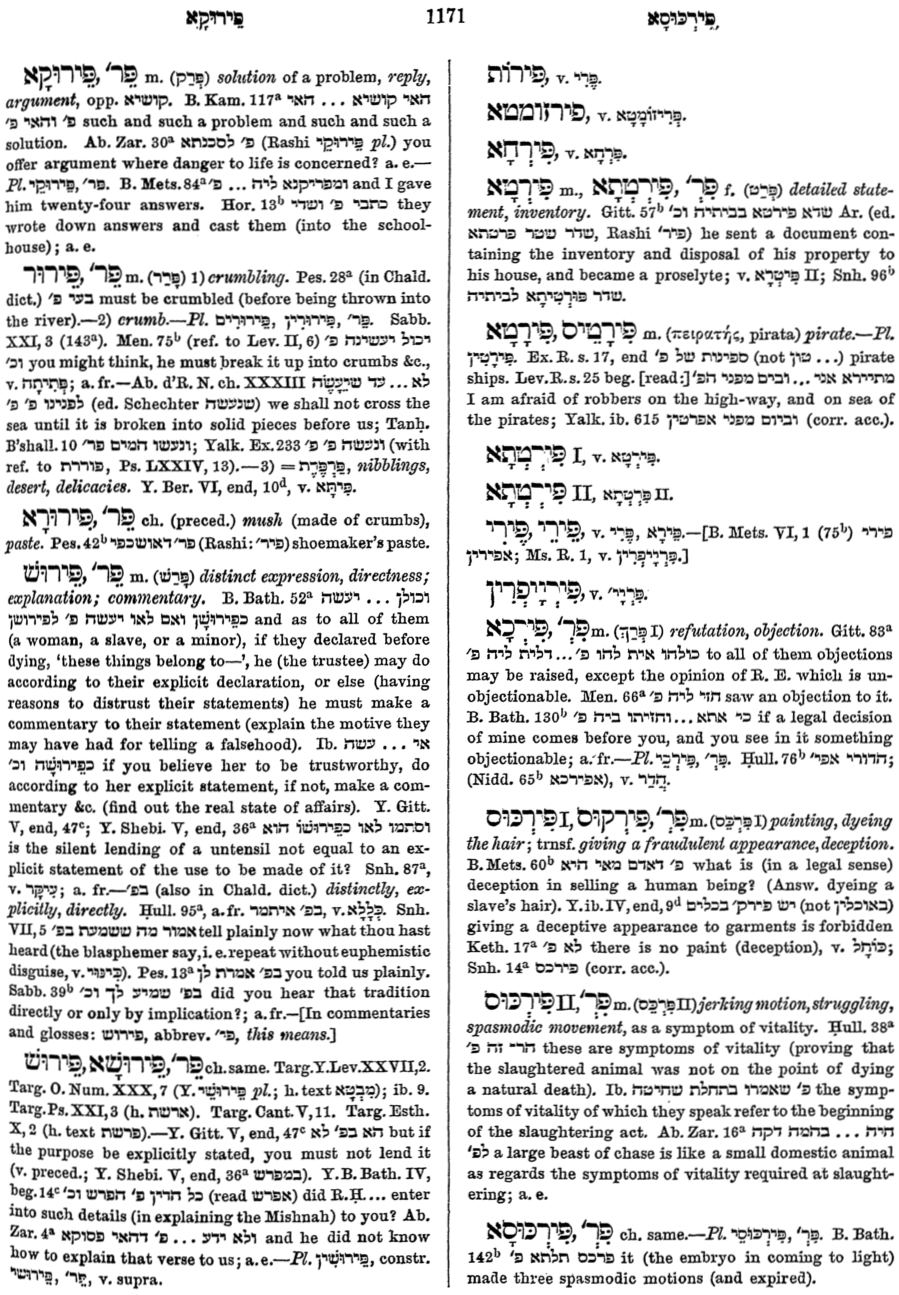 פֵּירוּקָא 1171 פִּירְכּוּסָא
פֵּירוּקָא, פֵּר׳ m. (פְּרַק) solution of a problem, reply,
argument, opp. קושיא. B. Kam. 117ᵃ האי קושיא ... האי
פ׳ והאי פ׳ such and such a problem and such and such a
solution. Ab. Zar. 30ᵃ פ׳ לסכנתא (Rashi פֵּירוּקֵי pl.) you
offer argument where danger to life is concerned? a. e.—
Pl. פֵּירוּקֵי, פֵּר׳. B. Mets. 84ᵃ ומפריקנא ליה ... פ׳ and I gave
him twenty-four answers. Hor. 13ᵇ כתבי פ׳ ושדי they
wrote down answers and cast them (into the school-
house); a. e.
פֵּירוּר, פֵּר׳ m. (פָּרַר) 1) crumbling. Pes. 28ᵃ (in Chald.
dict.) בעי פ׳ must be crumbled (before being thrown into
the river).—2) crumb.—Pl. פֵּירוּרִים, פֵּירוּרִין, פֵּר׳. Sabb.
XXI, 3 (143ᵃ). Men. 75ᵇ (ref. to Lev. II, 6) יכול יעשינה פ׳
וכ׳ you might think, he must break it up into crumbs &c.,
v. פְּתִיתָה; a. fr.—Ab. d'R. N. ch. XXXIII לא ... עד שיֵּעָשֶׂה
לפנינו פ׳ פ׳ (ed. Schechter שנעשה) we shall not cross the
sea until it is broken into solid pieces before us; Tanḥ.
B'shall. 10 ונעשו המים פר׳; Yalk. Ex. 233 ונעשה פ׳ פ׳ (with
ref. to פוררת, Ps. LXXIV, 13).—3) = פַּרְפֶּרֶת, nibblings,
desert, delicacies. Y. Ber. VI, end, 10ᵈ, v. פִּיתָּא.
פֵּירוּרָא, פֵּר׳ ch. (preced.) mush (made of crumbs),
paste. Pes. 42ᵇ פר׳ דאושכפי (Rashi: פיר׳) shoemaker's paste.
פֵּירוּשׁ, פֵּר׳ m. (פָּרַשׁ) distinct expression, directness;
explanation; commentary. B. Bath. 52ᵃ וכולן ... יעשה
כפֵירוּשָׁן ואם לאו יעשה פ׳ לפירושן and as to all of them
(a woman, a slave, or a minor), if they declared before
dying, 'these things belong to—', he (the trustee) may do
according to their explicit declaration, or else (having
reasons to distrust their statements) he must make a
commentary to their statement (explain the motive they
may have had for telling a falsehood). Ib. אי ... עשה
כפֵירוּשָׁהּ וכ׳ if you believe her to be trustworthy, do
according to her explicit statement, if not, make a com-
mentary &c. (find out the real state of affairs). Y. Gitt.
V, end, 47ᶜ; Y. Shebi. V, end, 36ᵃ וסתמו לאו כפֵירוּשׁוֹ הוא
is the silent lending of a untensil not equal to an ex-
plicit statement of the use to be made of it? Snh. 87ᵃ,
v. עִיקָּר; a. fr.—בפ׳ (also in Chald. dict.) distinctly, ex-
plicilly, directly. Ḥull. 95ᵃ, a. fr. בפ׳ איתמר, v. כְּלָלָא. Snh.
VII, 5 אמור מה ששמעת בפ׳ tell plainly now what thou hast
heard (the blasphemer say, i. e. repeat without euphemistic
disguise, v. כִּינּוּי). Pes. 13ᵃ בפ׳ אמרת לן you told us plainly.
Sabb. 39ᵇ בפ׳ שמיע לך וכ׳ did you hear that tradition
directly or only by implication?; a. fr.—[In commentaries
and glosses: פירוש, abbrev. פי׳, this means.]
פֵּירוּשׁ, פֵּירוּשָׁא, פֵּר׳ ch. same. Targ. Y. Lev. XXVII, 2.
Targ. O. Num. XXX, 7 (Y. פֵּירוּשֵׁי pl.; h. text מִבְטָא); ib. 9.
Targ. Ps. XXI, 3 (h. ארשת). Targ. Cant. V, 11. Targ. Esth.
X, 2 (h. text פרשת).—Y. Gitt. V, end, 47ᶜ הא בפ׳ לא but if
the purpose be explicitly stated, you must not lend it
(v. preced.; Y. Shebi. V, end, 36ᵃ במפרש). Y. B. Bath. IV,
beg. 14ᶜ כל הדין פ׳ הפרש וכ׳ (read אפרש) did R. Ḥ.... enter
into such details (in explaining the Mishnah) to you? Ab.
Zar. 4ᵃ ולא ידע ... פ׳ דהאי פסוקא and he did not know
how to explain that verse to us; a. e.—Pl. פֵּירוּשִׁין, constr.
פֵּירוּשֵׁי, פֵּר׳, v. supra.
פֵּירוֹת, v. פְּרִי.
פירזומטא, v. פְּרִיזוֹמָטָא.
פִּירְחָא, v. פִּרְחָא.
פִּירְטָא m., פִּירְטְתָא, פִּר׳ f. (פְּרַט) detailed state-
ment, inventory. Gitt. 57ᵇ שדא פירטא בביתיה וכ׳ Ar. (ed.
שדר שטר פרטתא, Rashi פיר׳) he sent a document con-
taining the inventory and disposal of his property to
his house, and became a proselyte; v. פִּיטְרָא II; Snh. 96ᵇ
שדר פורטיתא לביתיה.
פִּירָטֵיס, פִּירָטָא m. (πειρατής, pirata) pirate.—Pl.
פִּירָטִין. Ex. R. s. 17, end ספינות של פ׳ (not טון ...) pirate
ships. Lev. R. s. 25 beg. [read:] מתיירא אני ... ובים מפני הפ׳
I am afraid of robbers on the high-way, and on sea of
the pirates; Yalk. ib. 615 וביום מפני אפרטין (corr. acc.).
פִּירְטְתָא I, v. פִּירְטָא.
פִּירְטְתָא II, פִּרְטְתָא II.
פֵּירֵי, פֵּירֵי, v. פֵּירָא, פְּרִי.—[B. Mets. VI, 1 (75ᵇ) פירי
אפירין; Ms. R. 1, v. פְּרִיֵיפְרִין.]
פִּירְיֵיפְרִין, v. פְּרִיֵי׳.
פִּירְכָא, פִּרְ׳ m. (פְּרַךְ I) refutation, objection. Gitt. 83ᵃ
כולהו אית להו פ׳ ... דלית ליה פ׳ to all of them objections
may be raised, except the opinion of R. E. which is un-
objectionable. Men. 66ᵃ חזי ליה פ׳ saw an objection to it.
B. Bath. 130ᵇ כי אתא ... וחזיתו ביה פ׳ if a legal decision
of mine comes before you, and you see in it something
objectionable; a. fr.—Pl. פִּירְכֵי, פִּרְ׳. Ḥull. 76ᵇ הדורי אפי׳;
(Nidd. 65ᵇ אפירכא), v. הֲדַר.
פִּירְכּוּס I, פִּירְקוּס, פִּרְ׳ m. (פִּרְכֵּס I) painting, dyeing
the hair; trnsf. giving a fraudulent appearance, deception.
B. Mets. 60ᵇ פ׳ דאדם מאי היא what is (in a legal sense)
deception in selling a human being? (Answ. dyeing a
slave's hair). Y. ib. IV, end, 9ᵈ יש פירק׳ בכלים (not באוכלין)
giving a deceptive appearance to garments is forbidden
Keth. 17ᵃ לא פ׳ there is no paint (deception), v. כּוֹחַל;
Snh. 14ᵃ פירכס (corr. acc.).
פִּירְכּוּס II, פִּרְ׳ m. (פִּרְכֵּס II) jerking motion, struggling,
spasmodic movement, as a symptom of vitality. Ḥull. 38ᵃ
הרי זה פ׳ these are symptoms of vitality (proving that
the slaughtered animal was not on the point of dying
a natural death). Ib. פ׳ שאמרו בתחלת שחיטה the symp-
toms of vitality of which they speak refer to the beginning
of the slaughtering act. Ab. Zar. 16ᵃ חיה ... בהמה דקה
לפ׳ a large beast of chase is like a small domestic animal
as regards the symptoms of vitality required at slaught-
ering; a. e.
פִּירְכּוּסָא, פִּרְ׳ ch. same.—Pl. פִּירְכּוּסֵי, פִּרְ׳. B. Bath.
142ᵇ פרכס תלתא פ׳ it (the embryo in coming to light)
made three spasmodic motions (and expired).